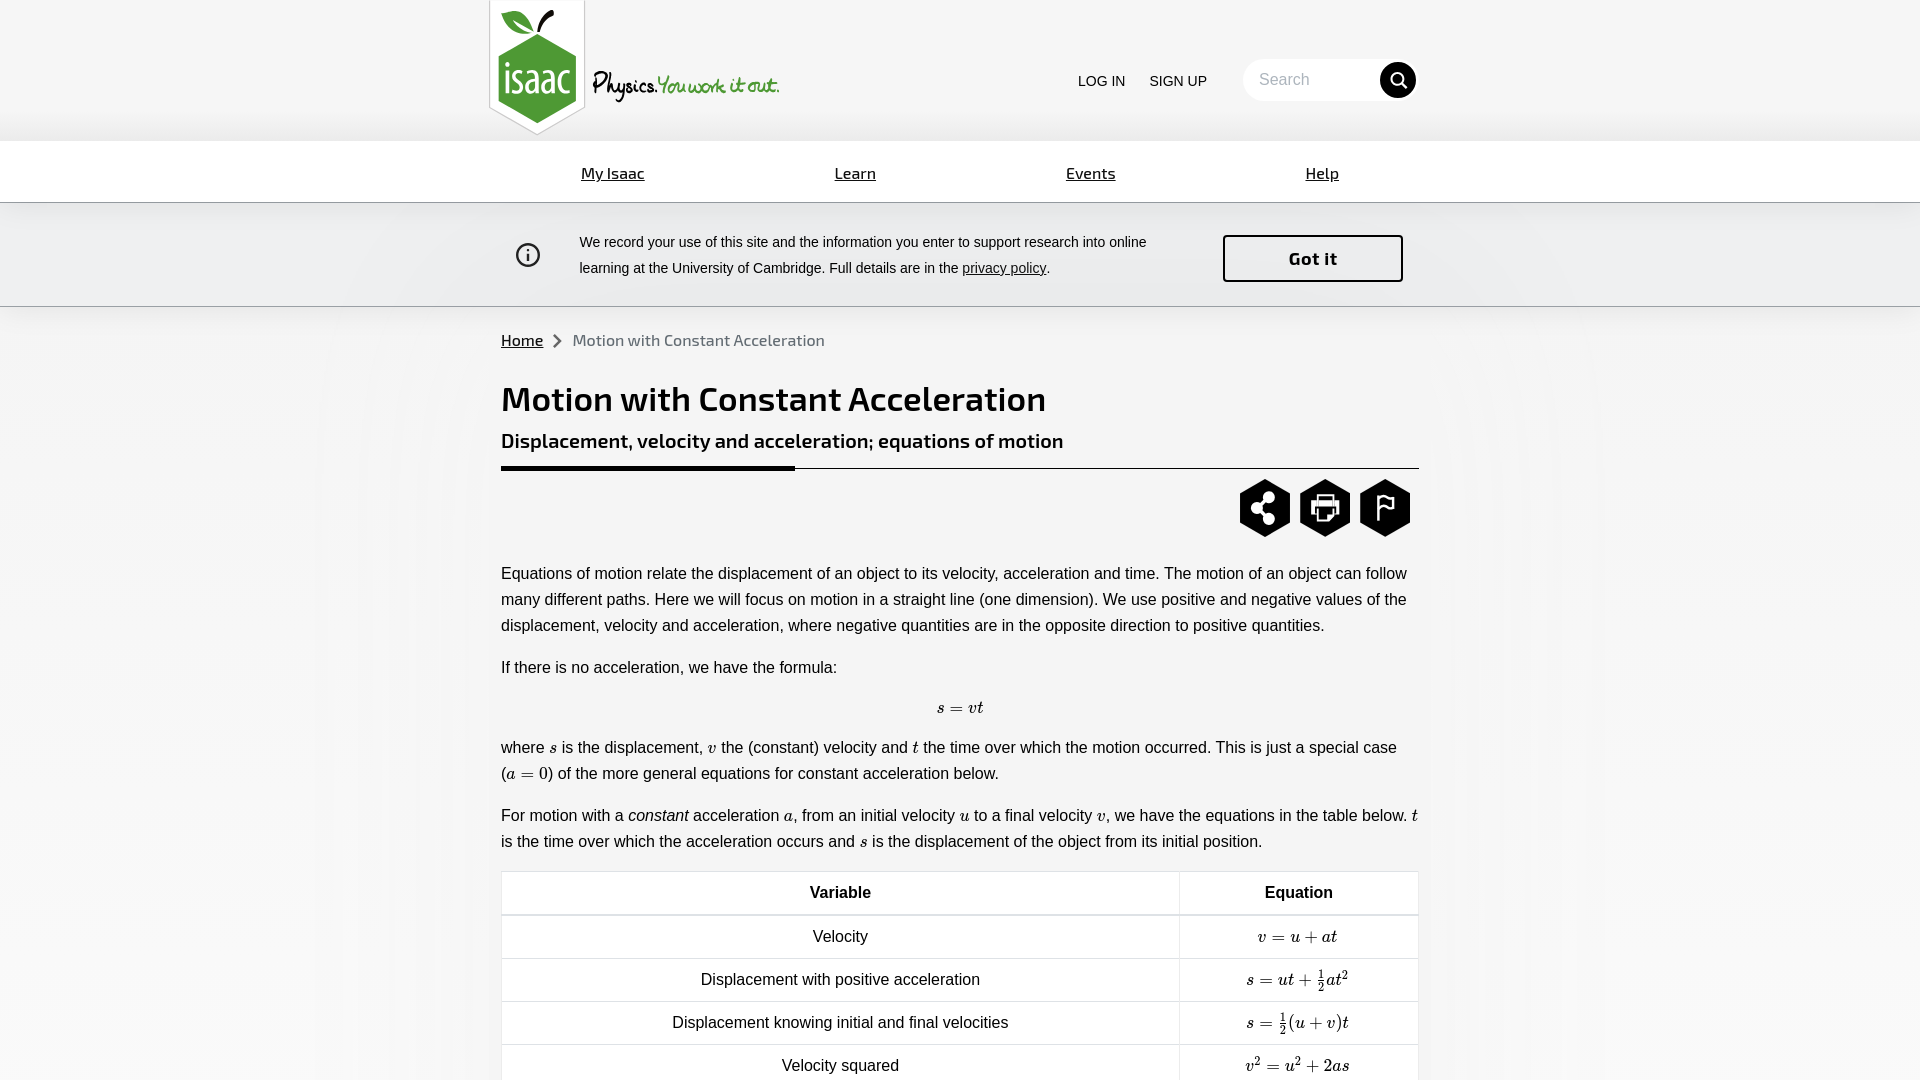 isaac
Physics. You work it out.
LOG IN
SIGN UP
Search
My Isaac
Learn
Events
Help
We record your use of this site and the information you enter to support research into online
learning at the University of Cambridge. Full details are in the privacy policy.
Got it
Home
Motion with Constant Acceleration
Motion with Constant Acceleration
Displacement, velocity and acceleration; equations of motion
Equations of motion relate the displacement of an object to its velocity, acceleration and time. The motion of an object can follow
many different paths. Here we will focus on motion in a straight line (one dimension). We use positive and negative values of the
displacement, velocity and acceleration, where negative quantities are in the opposite direction to positive quantities.
If there is no acceleration, we have the formula:
s = vt
where s is the displacement, v the (constant) velocity and t the time over which the motion occurred. This is just a special case
(a = 0) of the more general equations for constant acceleration below.
For motion with a constant acceleration a, from an initial velocity u to a final velocity v, we have the equations in the table below. t
is the time over which the acceleration occurs and s is the displacement of the object from its initial position.
Variable Equation
Velocity v = u + at
Displacement with positive acceleration s = ut + ½at²
Displacement knowing initial and final velocities s = ½(u + v)t
Velocity squared v² = u² + 2as